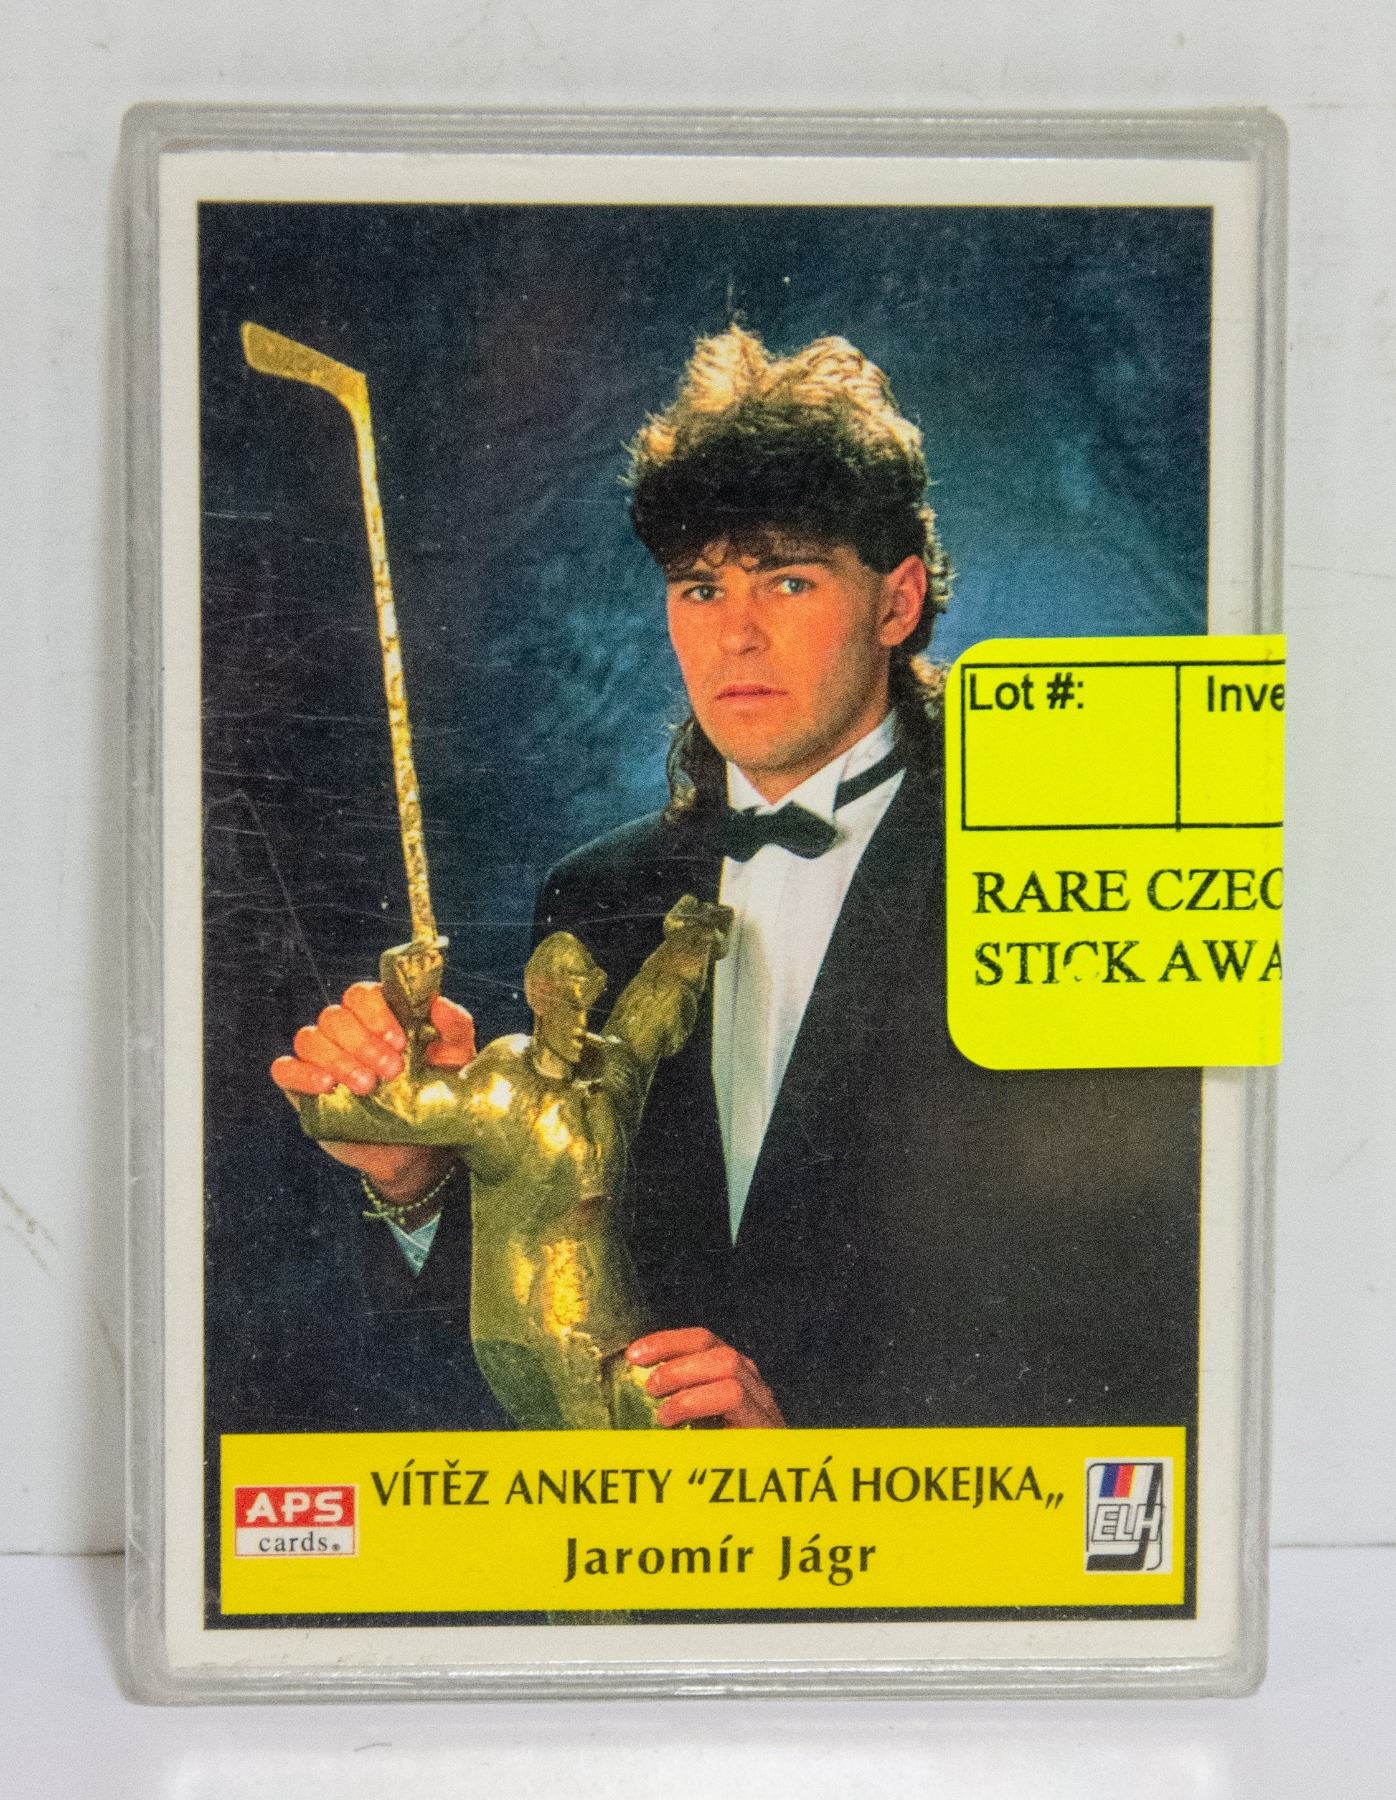 Lot #:
Inve
RARE CZEC
STICK AWA
VÍTĚZ ANKETY “ZLATÁ HOKEJKA„
Jaromír Jágr
APS
cards.
ELH